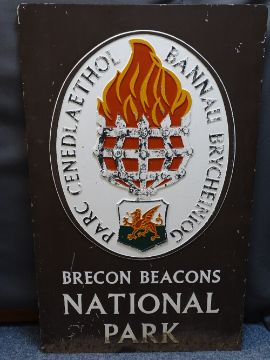 PARC CENEDLAETHOL
BANNAU BRYCHEINIOG
BRECON BEACONS
NATIONAL
PARK